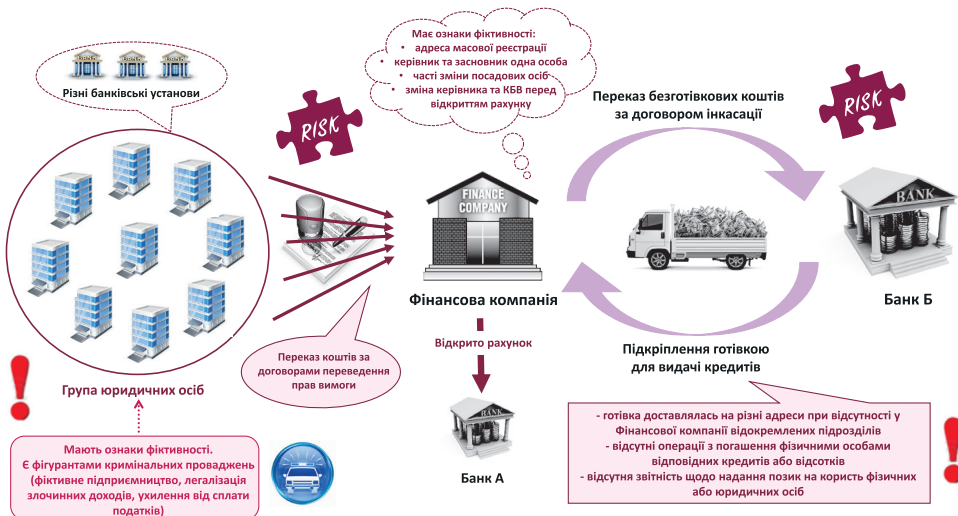 Різні банківські установи
RISK
Має ознаки фіктивності:
• адреса масової реєстрації
• керівник та засновник одна особа
• часті зміни посадових осіб
• зміна керівника та КБВ перед
відкриттям рахунку
Переказ безготівкових коштів
за договором інкасації
RISK
FINANCE
COMPANY
BANK
Фінансова компанія
Банк Б
Група юридичних осіб
Переказ коштів за
договорами переведення
прав вимоги
Відкрито рахунок
Підкріплення готівкою
для видачі кредитів
BANK
Банк А
Мають ознаки фіктивності.
Є фігурантами кримінальних проваджень
(фіктивне підприємництво, легалізація
злочинних доходів, ухилення від сплати
податків)
- готівка доставлялась на різні адреси при відсутності у
Фінансової компанії відокремлених підрозділів
- відсутні операції з погашення фізичними особами
відповідних кредитів або відсотків
- відсутня звітність щодо надання позик на користь фізичних
або юридичних осіб